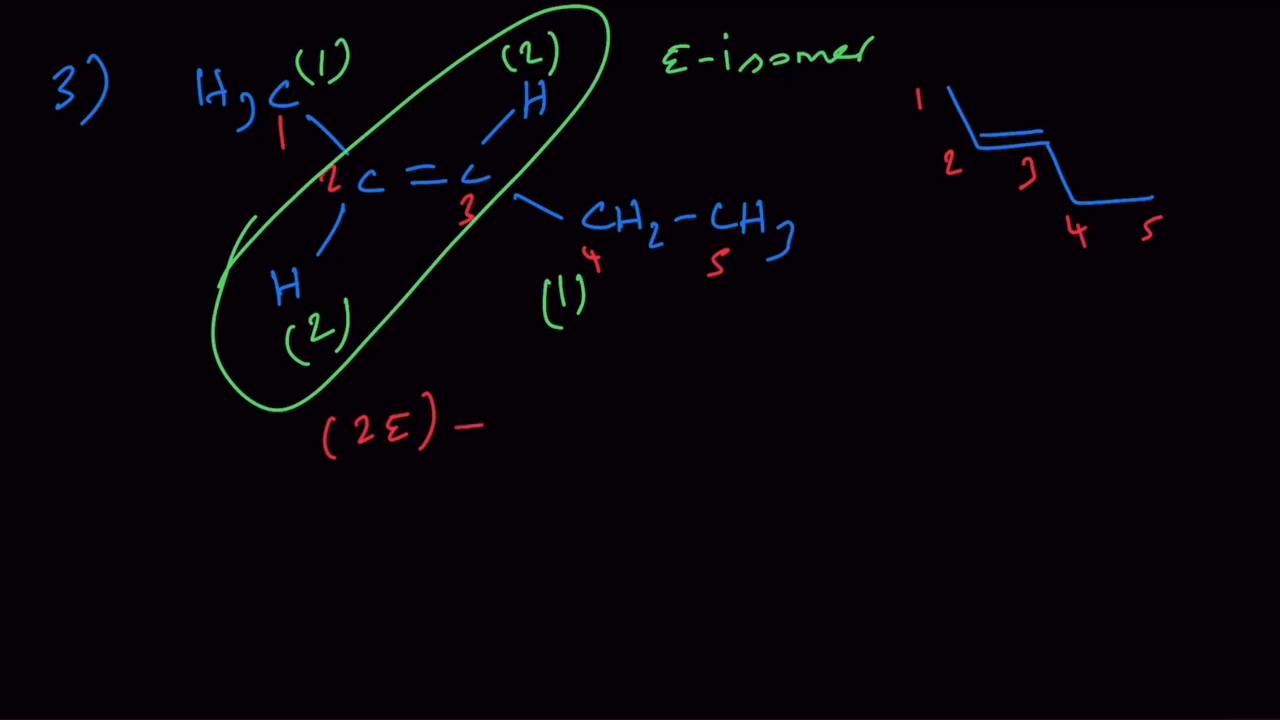 3)
(1) (2) E-isomer
H₃C H
1
1 2 C = C 2 3
3
CH₂-CH₃
4 5
4 5
H
(1)
(2)
(2E)-